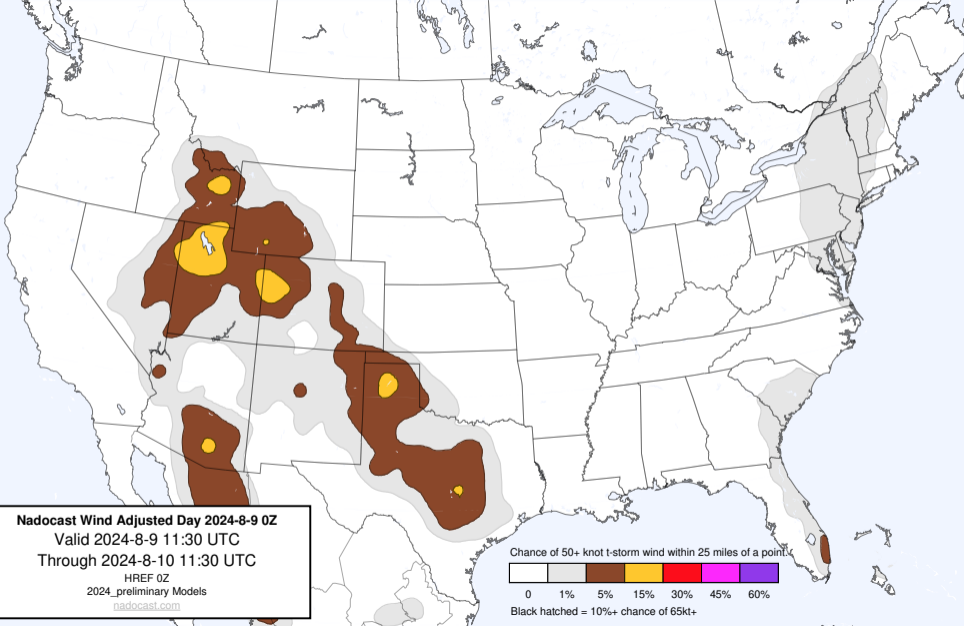 Nadocast Wind Adjusted Day 2024-8-9 0Z
Valid 2024-8-9 11:30 UTC
Through 2024-8-10 11:30 UTC
HREF 0Z
2024_preliminary Models
nadocast.com
Chance of 50+ knot t-storm wind within 25 miles of a point.
0 1% 5% 15% 30% 45% 60%
Black hatched = 10%+ chance of 65kt+